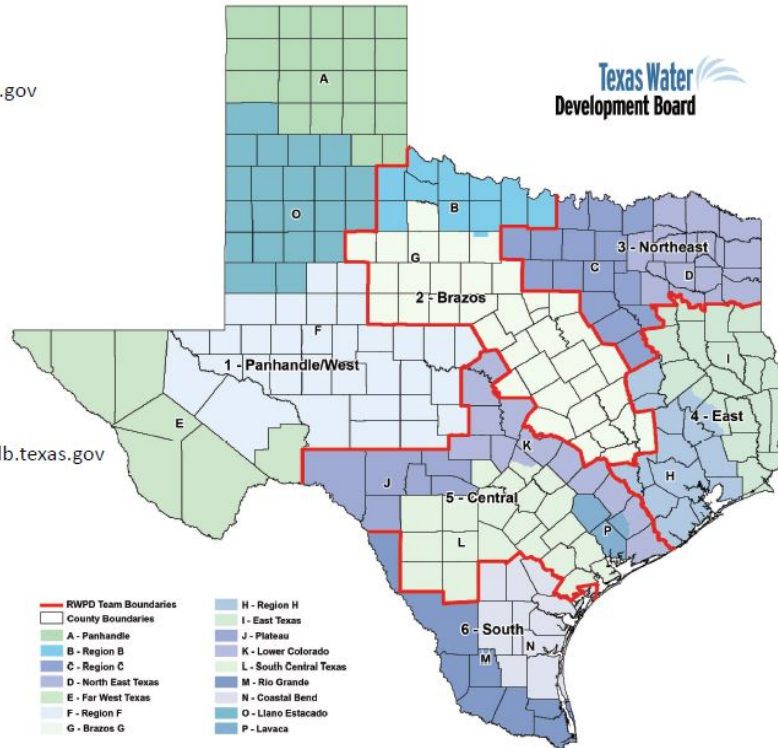 .gov
Texas Water
Development Board
A
O
B
G
2 - Brazos
3 - Northeast
C
D
F
1 - Panhandle/West
E
I
4 - East
H
K
J
5 - Central
L
P
6 - South
M
N
lb.texas.gov
RWPD Team Boundaries
County Boundaries
A - Panhandle
B - Region B
C - Region C
D - North East Texas
E - Far West Texas
F - Region F
G - Brazos G
H - Region H
I - East Texas
J - Plateau
K - Lower Colorado
L - South Central Texas
M - Rio Grande
N - Coastal Bend
O - Llano Estacado
P - Lavaca